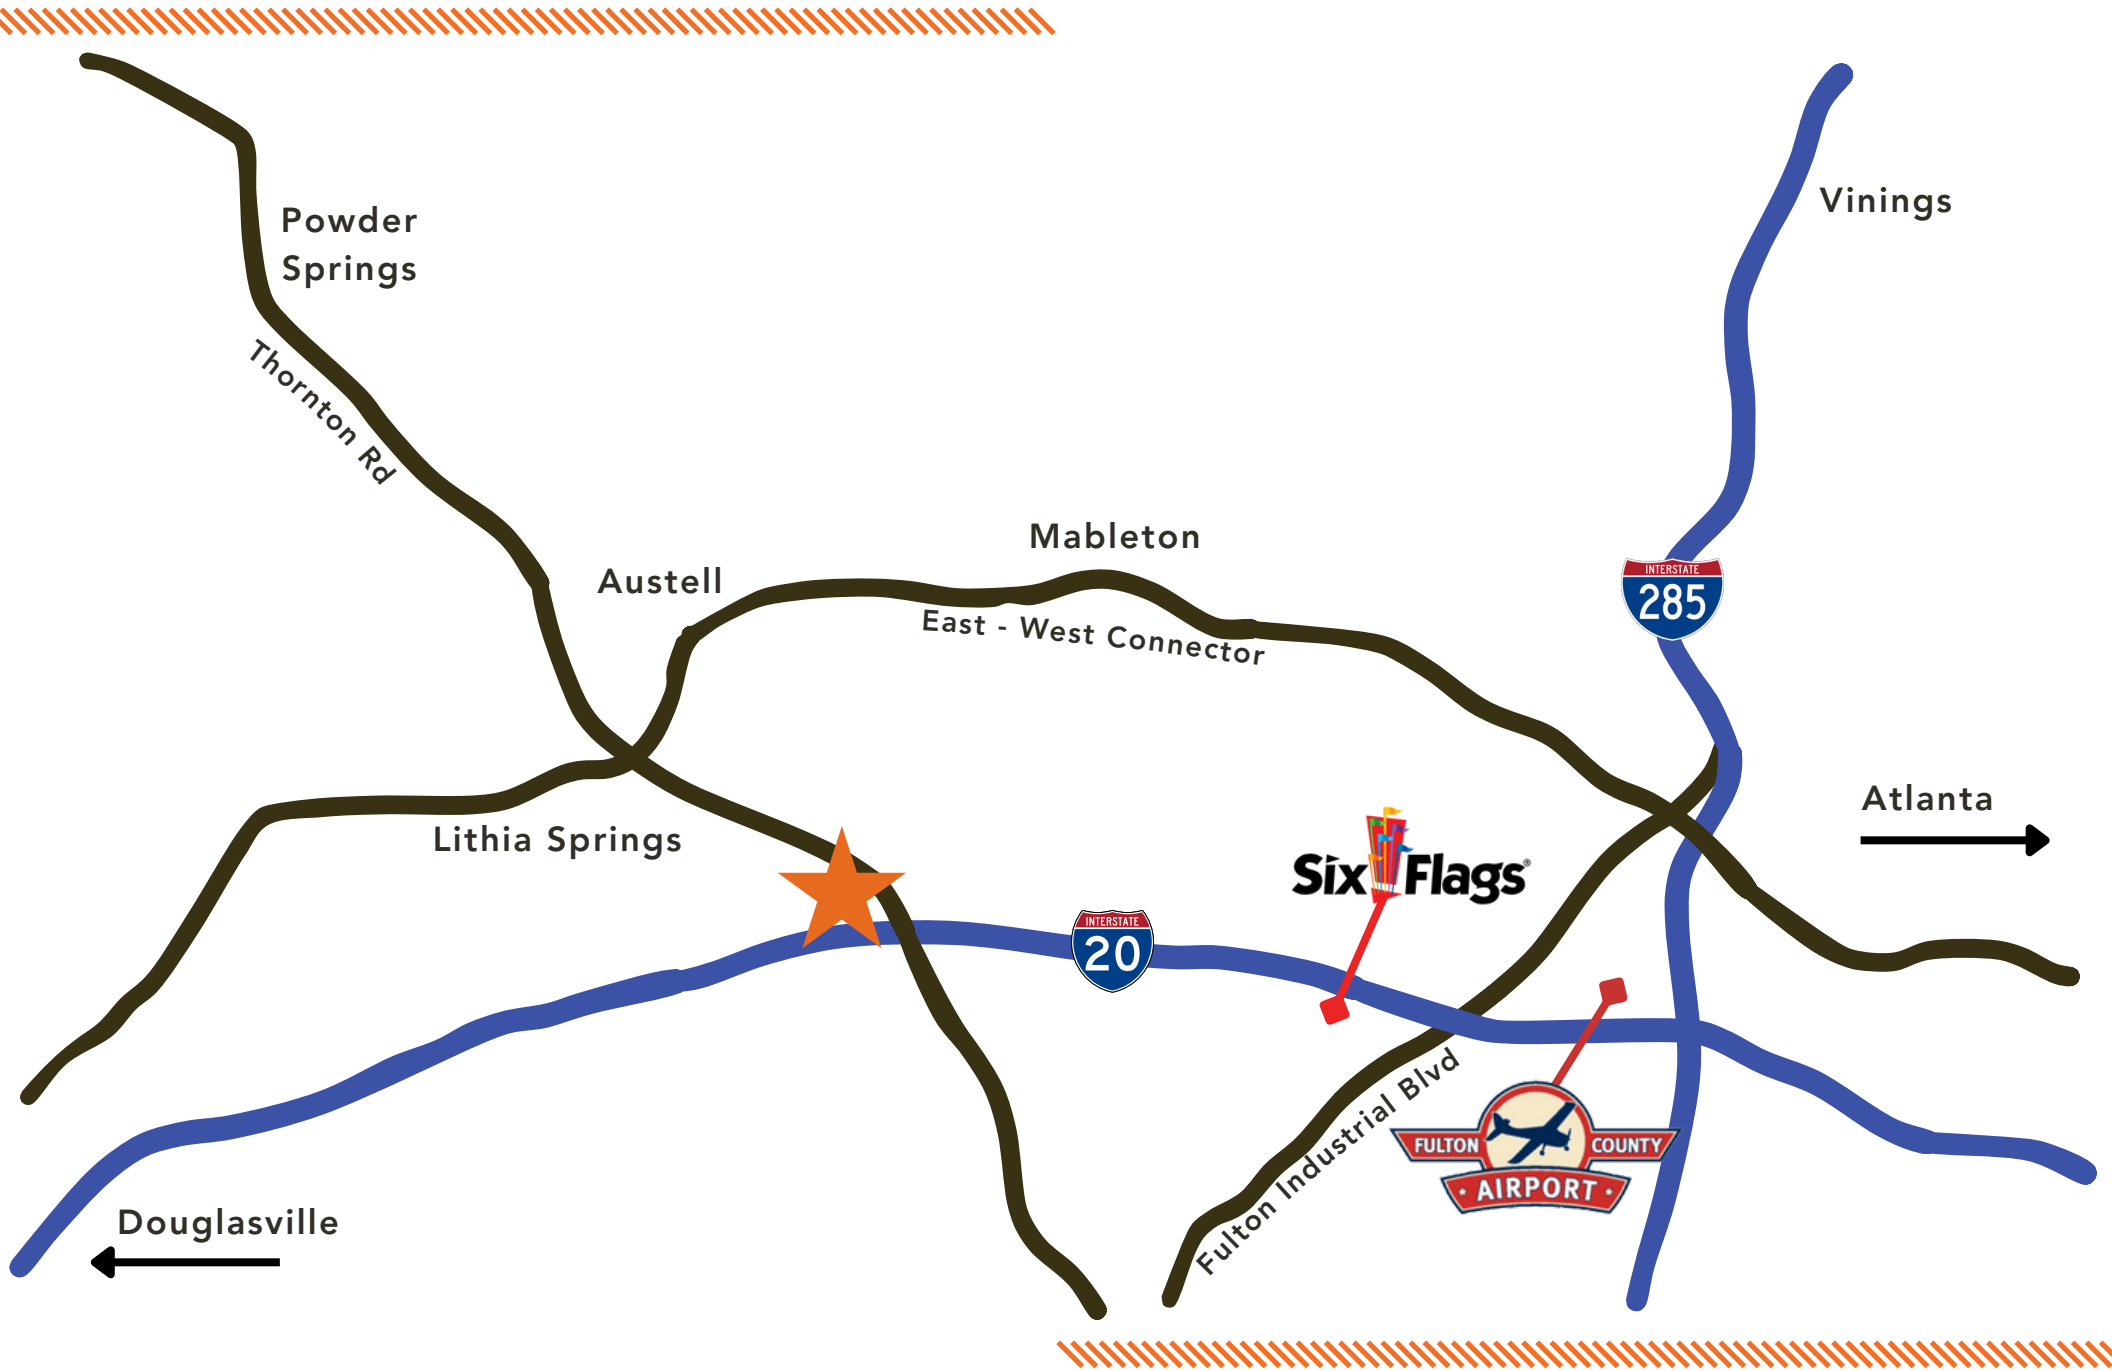 Vinings
Powder
Springs
Thornton Rd
Mableton
Austell
INTERSTATE
285
East - West Connector
Atlanta
Lithia Springs
Six Flags®
INTERSTATE
20
Fulton Industrial Blvd
FULTON COUNTY
AIRPORT
Douglasville